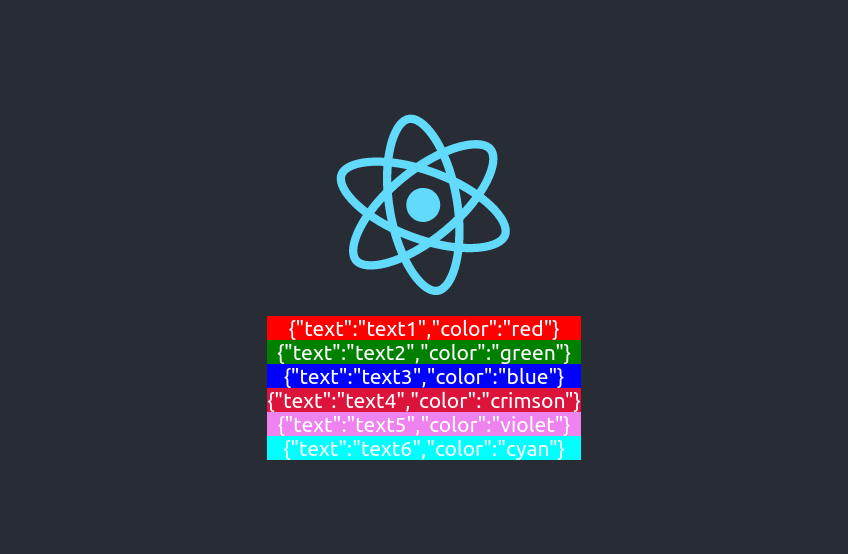 {"text":"text1","color":"red"}
{"text":"text2","color":"green"}
{"text":"text3","color":"blue"}
{"text":"text4","color":"crimson"}
{"text":"text5","color":"violet"}
{"text":"text6","color":"cyan"}